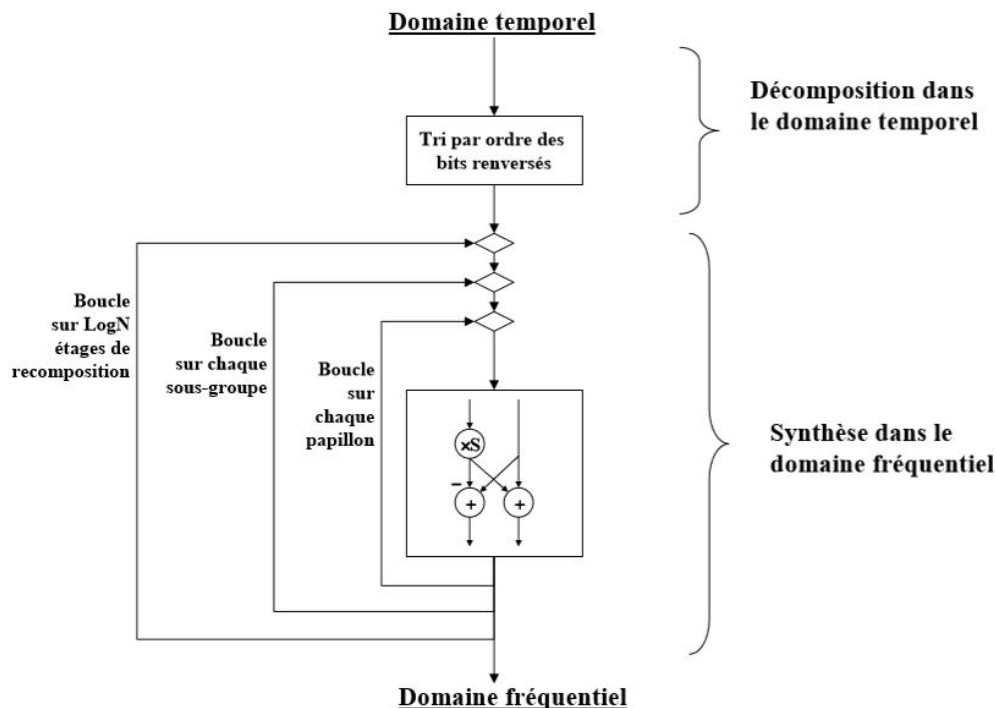 Domaine temporel
Décomposition dans
le domaine temporel
Tri par ordre des
bits renversés
Boucle
sur LogN
étages de
recomposition
Boucle
sur chaque
sous-groupe
Boucle
sur
chaque
papillon
×S
–
+
+
Synthèse dans le
domaine fréquentiel
Domaine fréquentiel